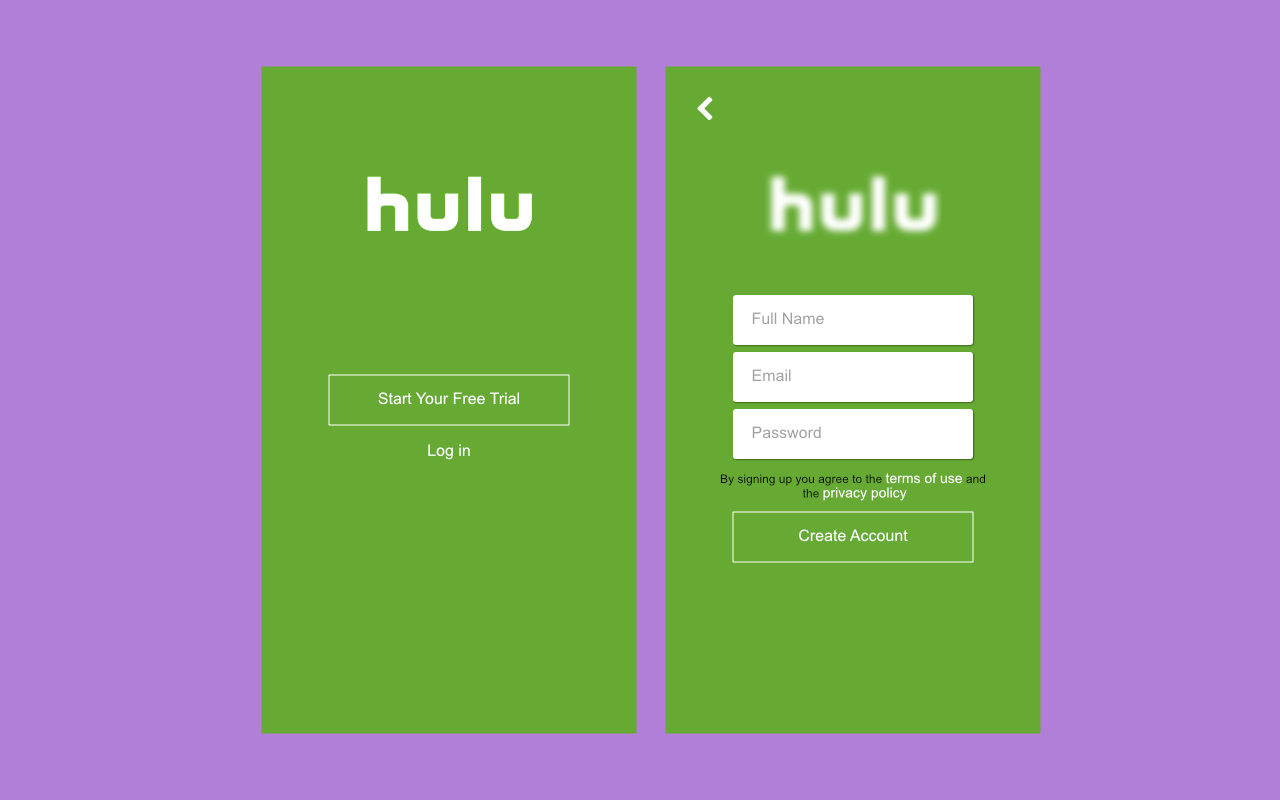 hulu
Start Your Free Trial
Log in
hulu
Full Name
Email
Password
By signing up you agree to the terms of use and
the privacy policy
Create Account